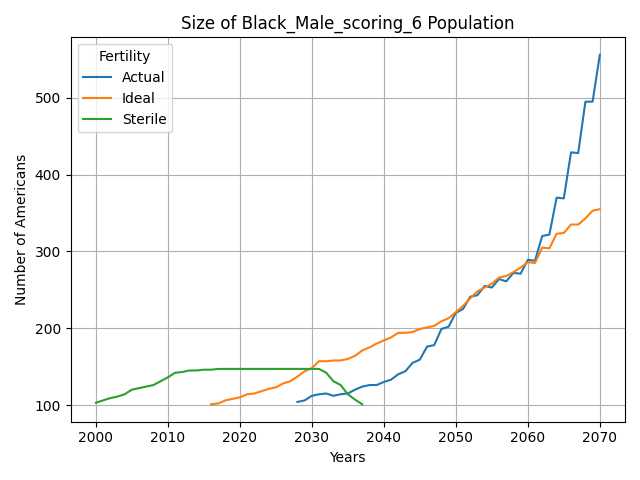 Size of Black_Male_scoring_6 Population
Fertility
Actual
Ideal
Sterile
Number of Americans
500
400
300
200
100
2000 2010 2020 2030 2040 2050 2060 2070
Years